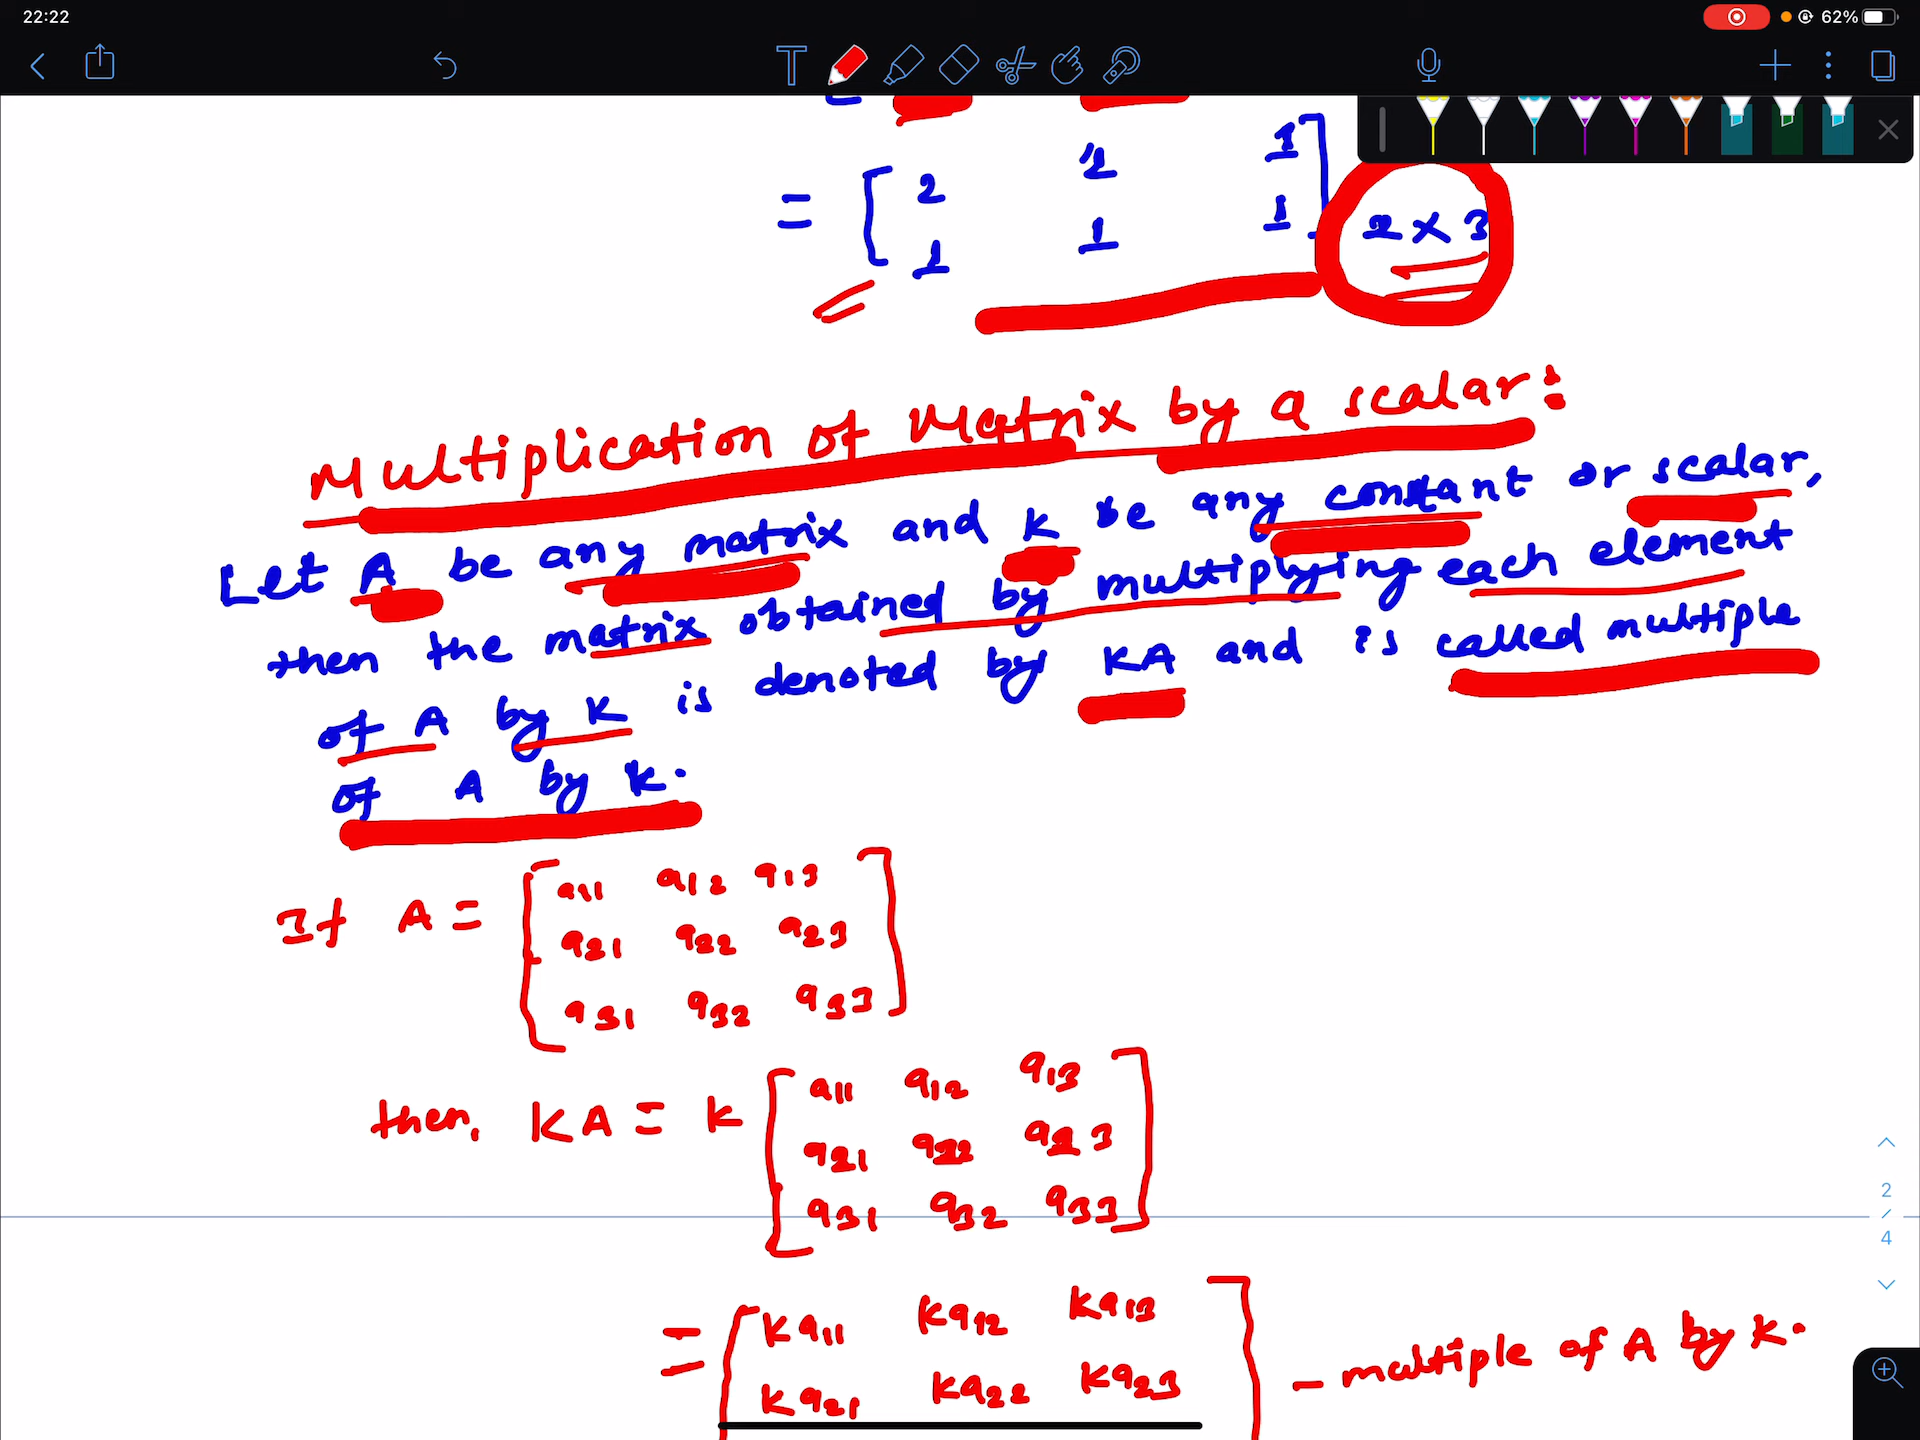 22:22
62%
T
= [ 2 1 1 ]
1 1 1 2 × 3
Multiplication of Matrix by a scalar:
Let A be any matrix and k be any constant or scalar,
then the matrix obtained by multiplying each element
of A by K is denoted by KA and is called multiple
of A by k.
If A = [ a11 a12 a13
a21 a22 a23
a31 a32 a33 ]
then, KA = K [ a11 a12 a13
a21 a22 a23
a31 a32 a33 ]
2
/
4
= [ Ka11 Ka12 Ka13
Ka21 Ka22 Ka23 ] – multiple of A by K.